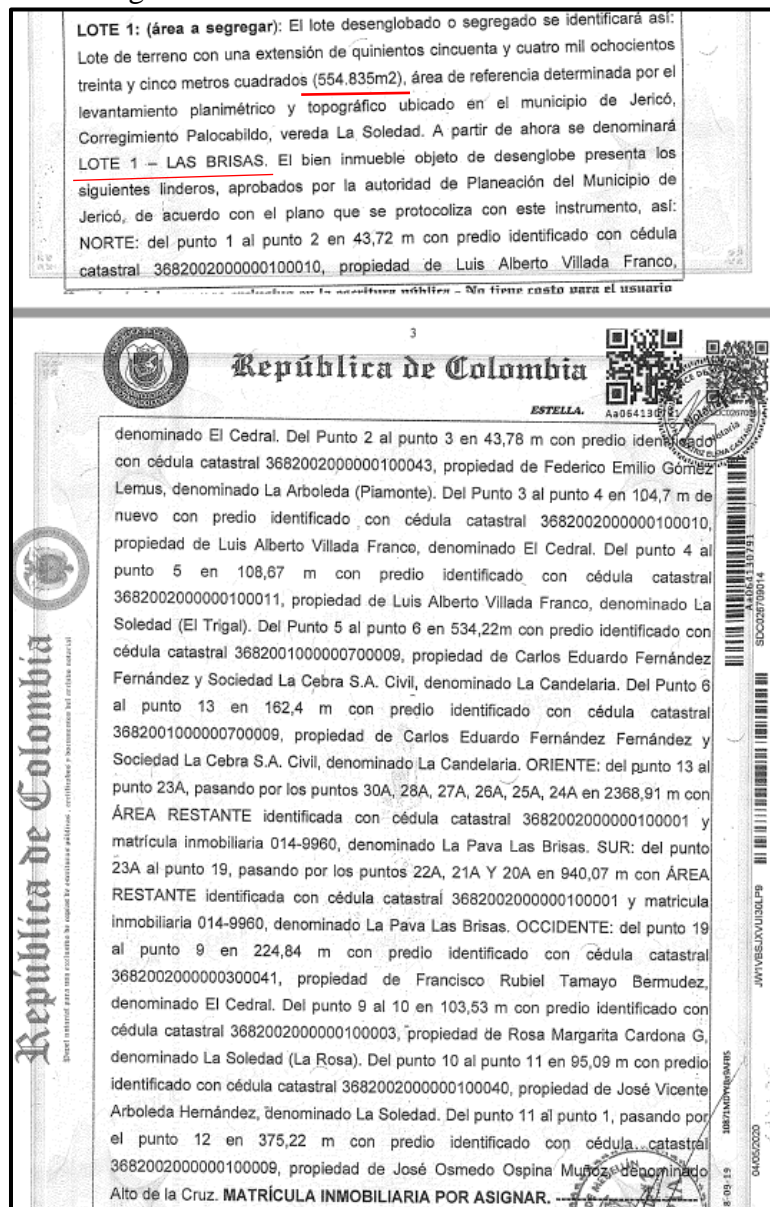 LOTE 1: (área a segregar): El lote desenglobado o segregado se identificará así:
Lote de terreno con una extensión de quinientos cincuenta y cuatro mil ochocientos
treinta y cinco metros cuadrados (554.835m2), área de referencia determinada por el
levantamiento planimétrico y topográfico ubicado en el municipio de Jericó,
Corregimiento Palocabildo, vereda La Soledad. A partir de ahora se denominará
LOTE 1 – LAS BRISAS. El bien inmueble objeto de desenglobe presenta los
siguientes linderos, aprobados por la autoridad de Planeación del Municipio de
Jericó, de acuerdo con el plano que se protocoliza con este instrumento, así:
NORTE: del punto 1 al punto 2 en 43,72 m con predio identificado con cédula
catastral 3682002000000100010, propiedad de Luis Alberto Villada Franco,
en la escritura pública - No tiene costo para el usuario
3
República de Colombia
ESTELLA.
denominado El Cedral. Del Punto 2 al punto 3 en 43,78 m con predio identificado
con cédula catastral 3682002000000100043, propiedad de Federico Emilio Gómez
Lemus, denominado La Arboleda (Piamonte). Del Punto 3 al punto 4 en 104,7 m de
nuevo con predio identificado con cédula catastral 3682002000000100010,
propiedad de Luis Alberto Villada Franco, denominado El Cedral. Del punto 4 al
punto 5 en 108,67 m con predio identificado con cédula catastral
3682002000000100011, propiedad de Luis Alberto Villada Franco, denominado La
Soledad (El Trigal). Del Punto 5 al punto 6 en 534,22m con predio identificado con
cédula catastral 3682001000000700009, propiedad de Carlos Eduardo Fernández
Fernández y Sociedad La Cebra S.A. Civil, denominado La Candelaria. Del Punto 6
al punto 13 en 162,4 m con predio identificado con cédula catastral
3682001000000700009, propiedad de Carlos Eduardo Fernández Fernández y
Sociedad La Cebra S.A. Civil, denominado La Candelaria. ORIENTE: del punto 13 al
punto 23A, pasando por los puntos 30A, 28A, 27A, 26A, 25A, 24A en 2368,91 m con
ÁREA RESTANTE identificada con cédula catastral 3682002000000100001 y
matrícula inmobiliaria 014-9960, denominado La Pava Las Brisas. SUR: del punto
23A al punto 19, pasando por los puntos 22A, 21A Y 20A en 940,07 m con ÁREA
RESTANTE identificada con cédula catastral 3682002000000100001 y matricula
inmobiliaria 014-9960, denominado La Pava Las Brisas. OCCIDENTE: del punto 19
al punto 9 en 224,84 m con predio identificado con cédula catastral
3682002000000300041, propiedad de Francisco Rubiel Tamayo Bermudez,
denominado El Cedral. Del punto 9 al 10 en 103,53 m con predio identificado con
cédula catastral 3682002000000100003, propiedad de Rosa Margarita Cardona G,
denominado La Soledad (La Rosa). Del punto 10 al punto 11 en 95,09 m con predio
identificado con cédula catastral 3682002000000100040, propiedad de José Vicente
Arboleda Hernández, denominado La Soledad. Del punto 11 al punto 1, pasando por
el punto 12 en 375,22 m con predio identificado con cédula catastral
3682002000000100009, propiedad de José Osmedo Ospina Muñoz, denominado
Alto de la Cruz. MATRÍCULA INMOBILIARIA POR ASIGNAR.
República de Colombia
Aa064130791
SDC026709014
04/05/2020